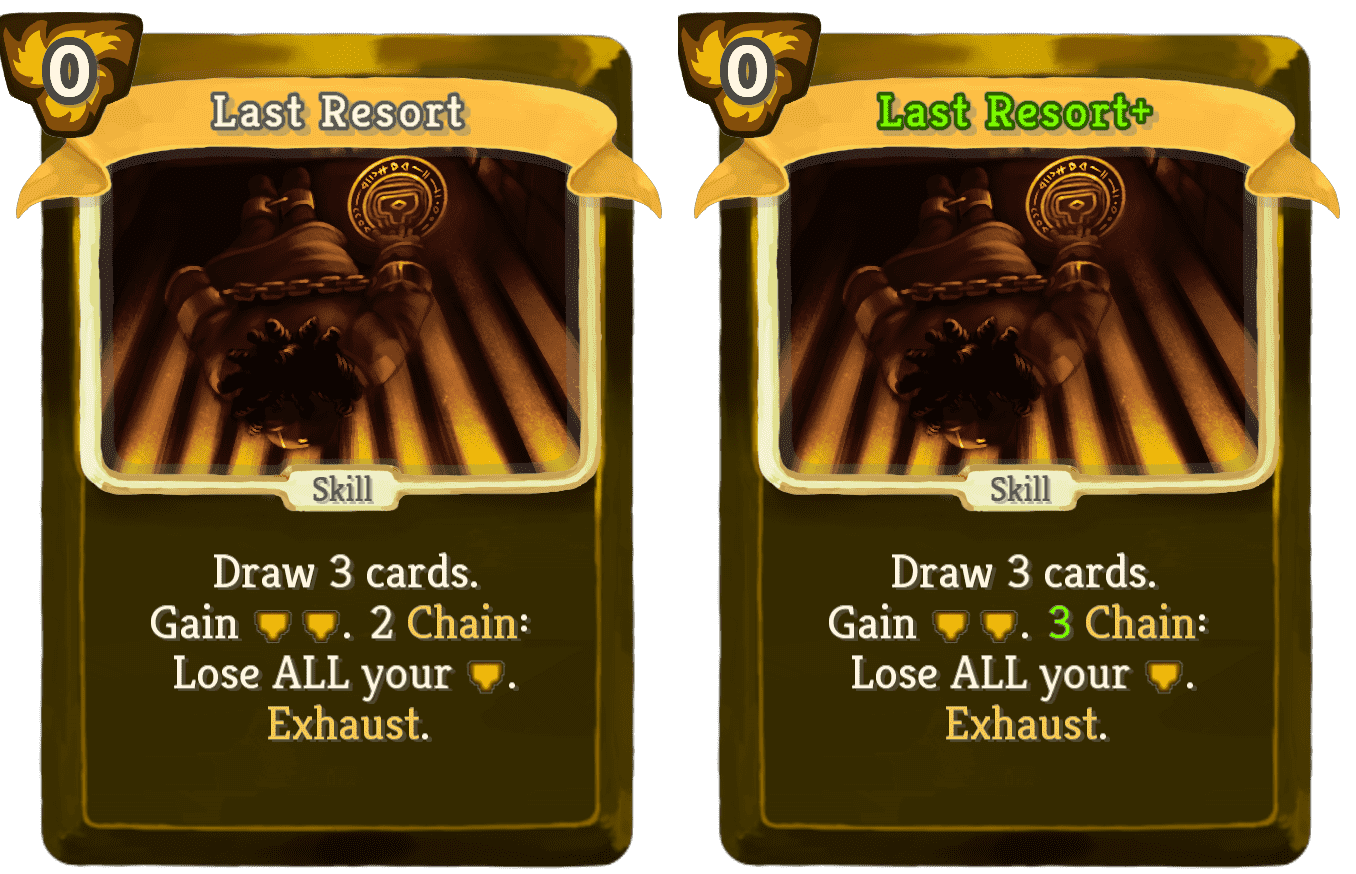 0
Last Resort
Skill
Draw 3 cards.
Gain . 2 Chain:
Lose ALL your .
Exhaust.
0
Last Resort+
Skill
Draw 3 cards.
Gain . 3 Chain:
Lose ALL your .
Exhaust.